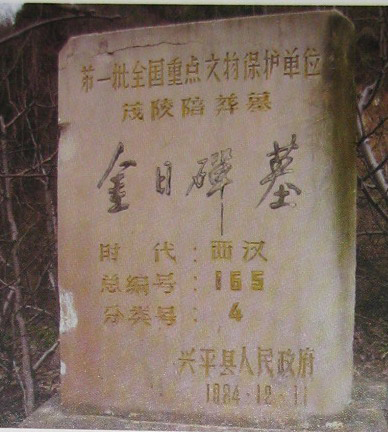 第一批全国重点文物保护单位
茂陵陪葬墓
金日磾墓
时 代：西汉
总编号：165
分类号：4
兴平县人民政府
1984·12·11